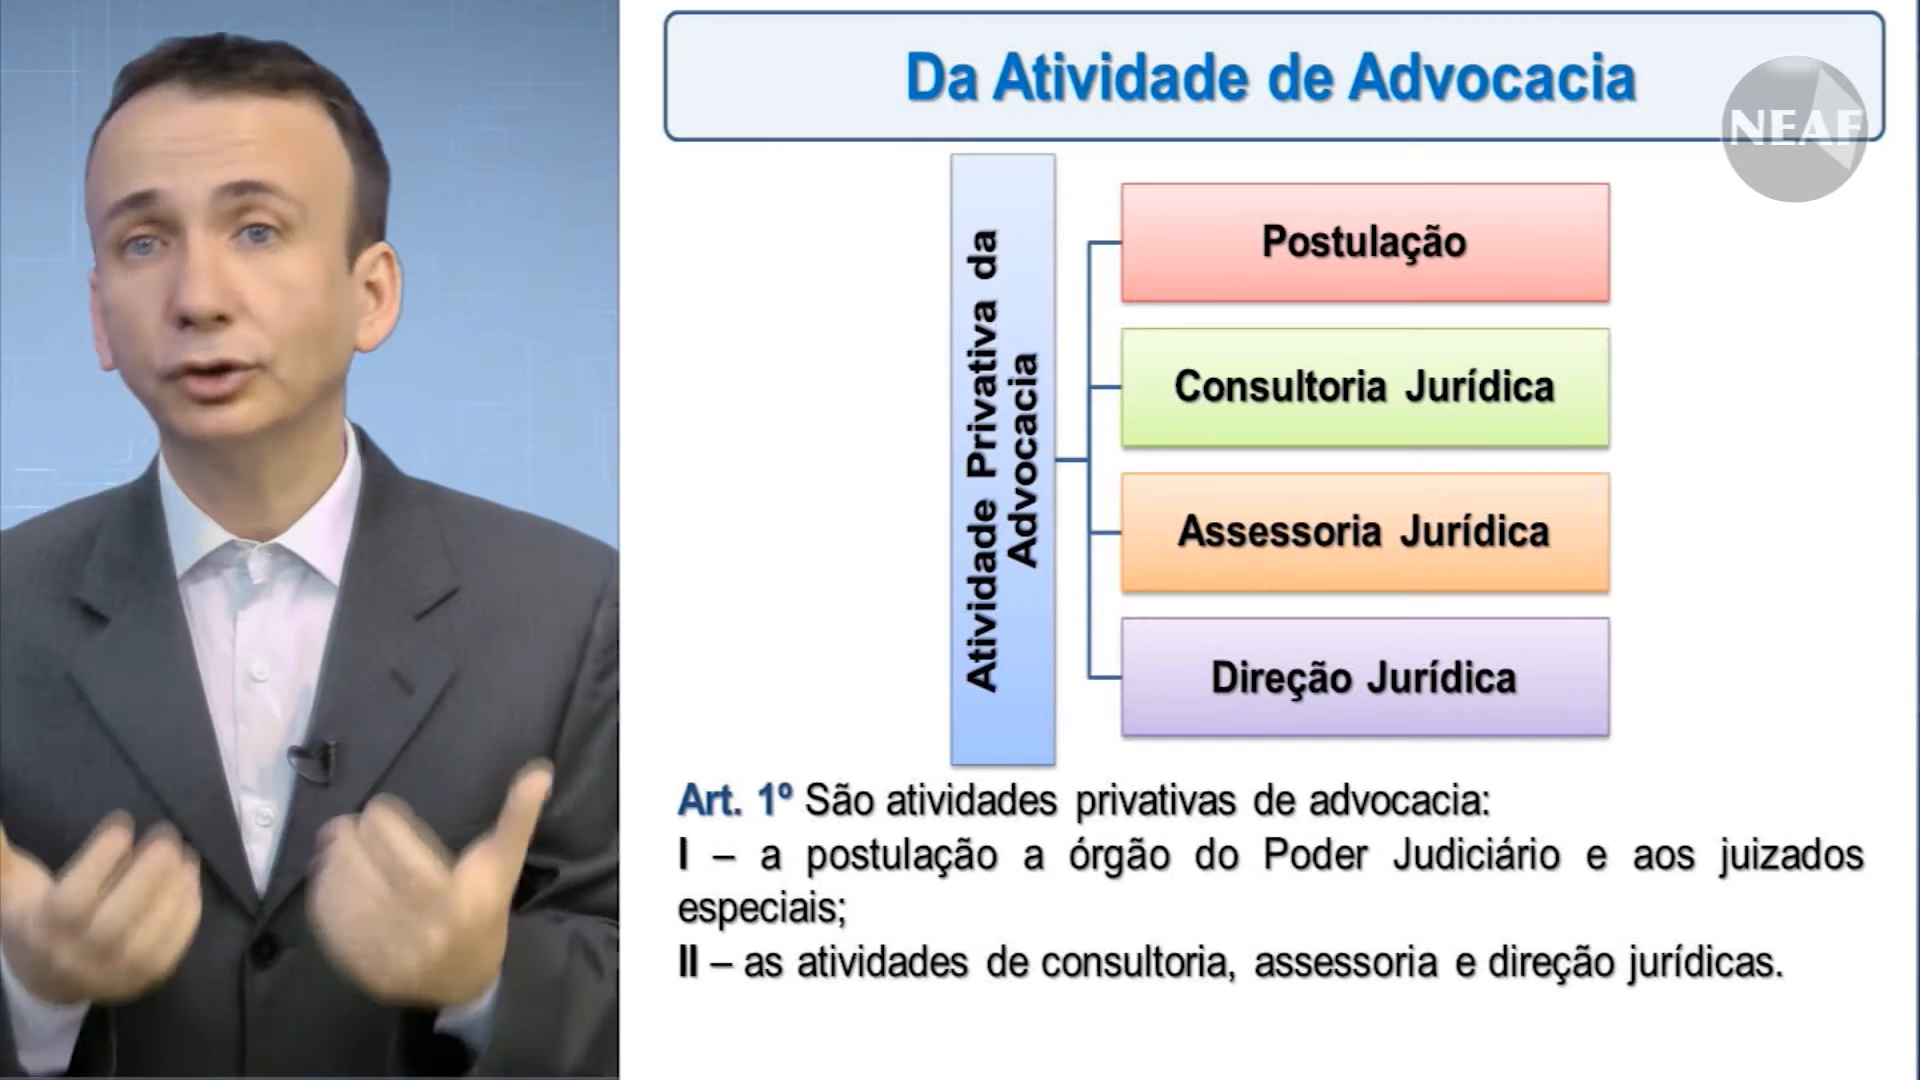 Da Atividade de Advocacia
NEAF
Atividade Privativa da
Advocacia
Postulação
Consultoria Jurídica
Assessoria Jurídica
Direção Jurídica
Art. 1º São atividades privativas de advocacia:
I – a postulação a órgão do Poder Judiciário e aos juizados
especiais;
II – as atividades de consultoria, assessoria e direção jurídicas.